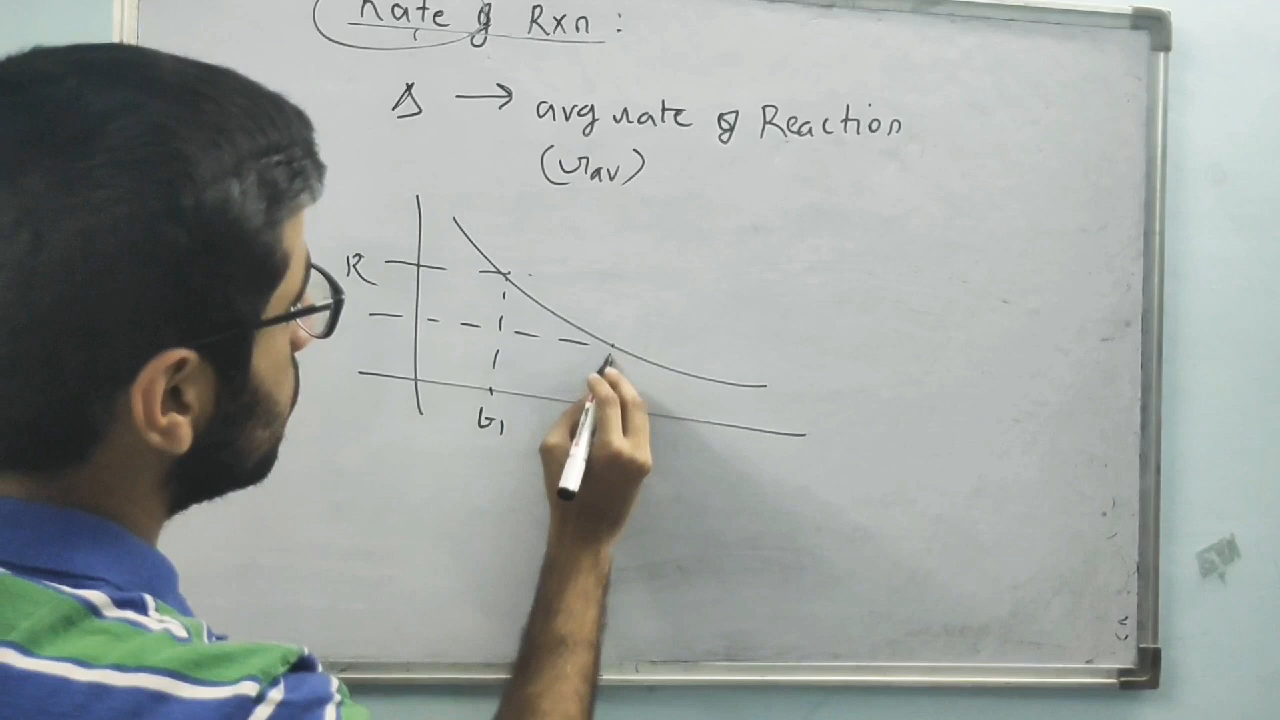 Rate of Rxn :
Δ → avg rate of Reaction
(rav)
R
t1